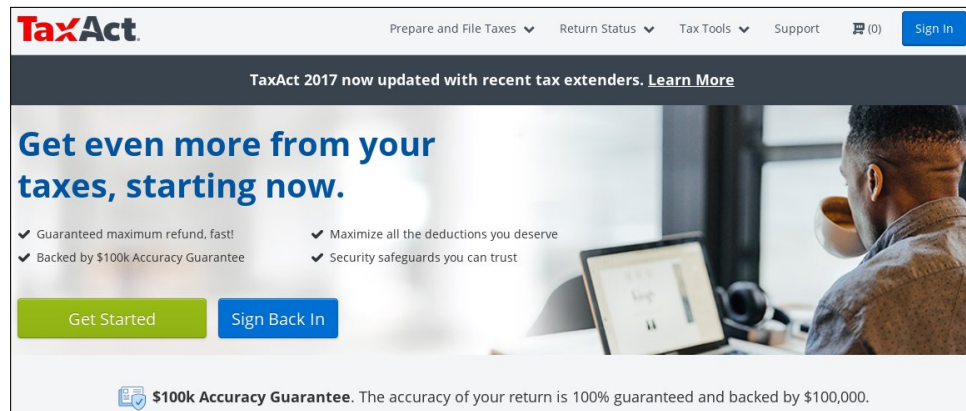 TaxAct.
Prepare and File Taxes
Return Status
Tax Tools
Support
(0)
Sign In
TaxAct 2017 now updated with recent tax extenders. Learn More
Get even more from your
taxes, starting now.
Guaranteed maximum refund, fast!
Maximize all the deductions you deserve
Backed by $100k Accuracy Guarantee
Security safeguards you can trust
Get Started
Sign Back In
$100k Accuracy Guarantee. The accuracy of your return is 100% guaranteed and backed by $100,000.